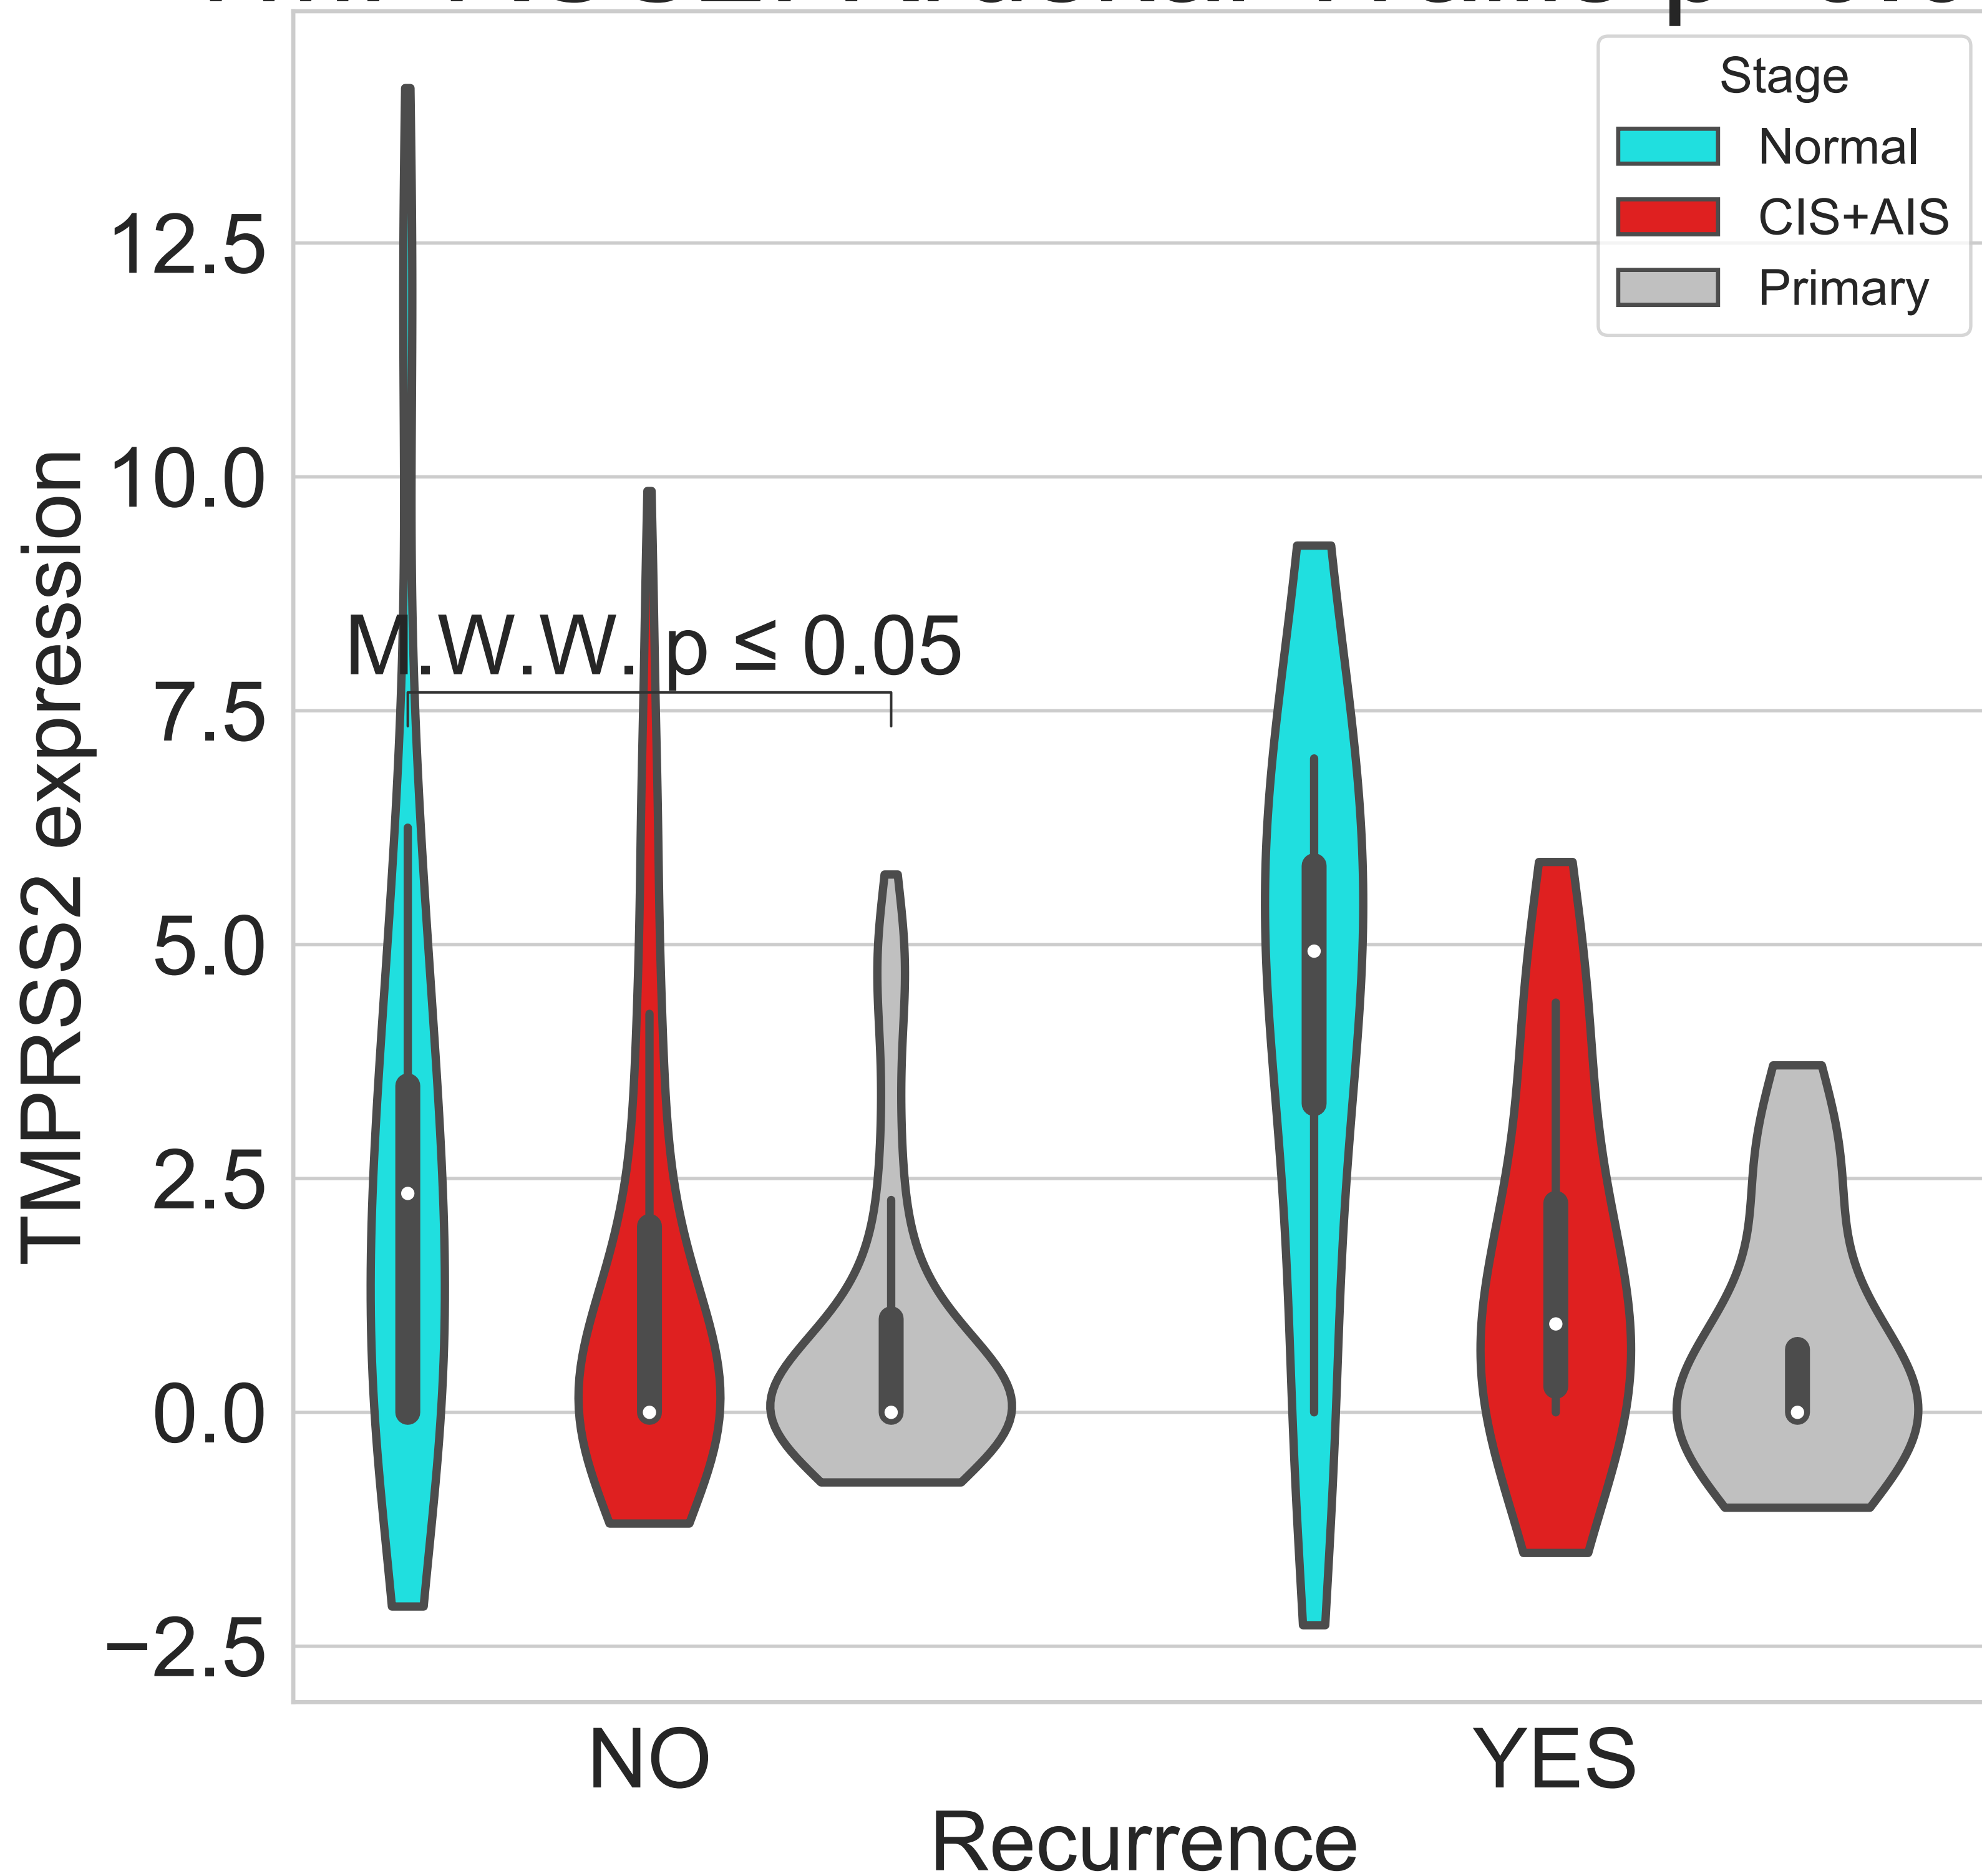 Stage
Normal
CIS+AIS
Primary
12.5
10.0
7.5
5.0
2.5
0.0
−2.5
TMPRSS2 expression
M.W.W. p ≤ 0.05
NO
YES
Recurrence